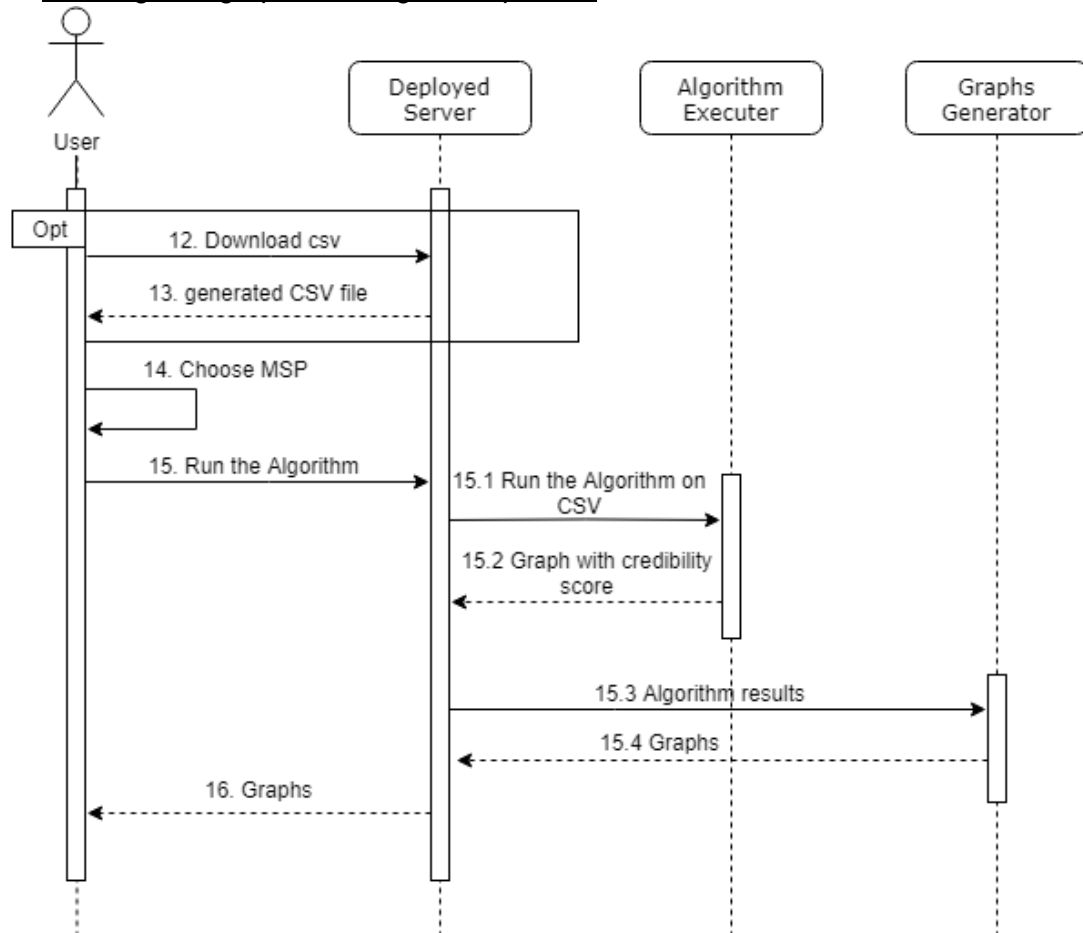 User
Deployed
Server
Algorithm
Executer
Graphs
Generator
Opt
12. Download csv
13. generated CSV file
14. Choose MSP
15. Run the Algorithm
15.1 Run the Algorithm on
CSV
15.2 Graph with credibility
score
15.3 Algorithm results
15.4 Graphs
16. Graphs